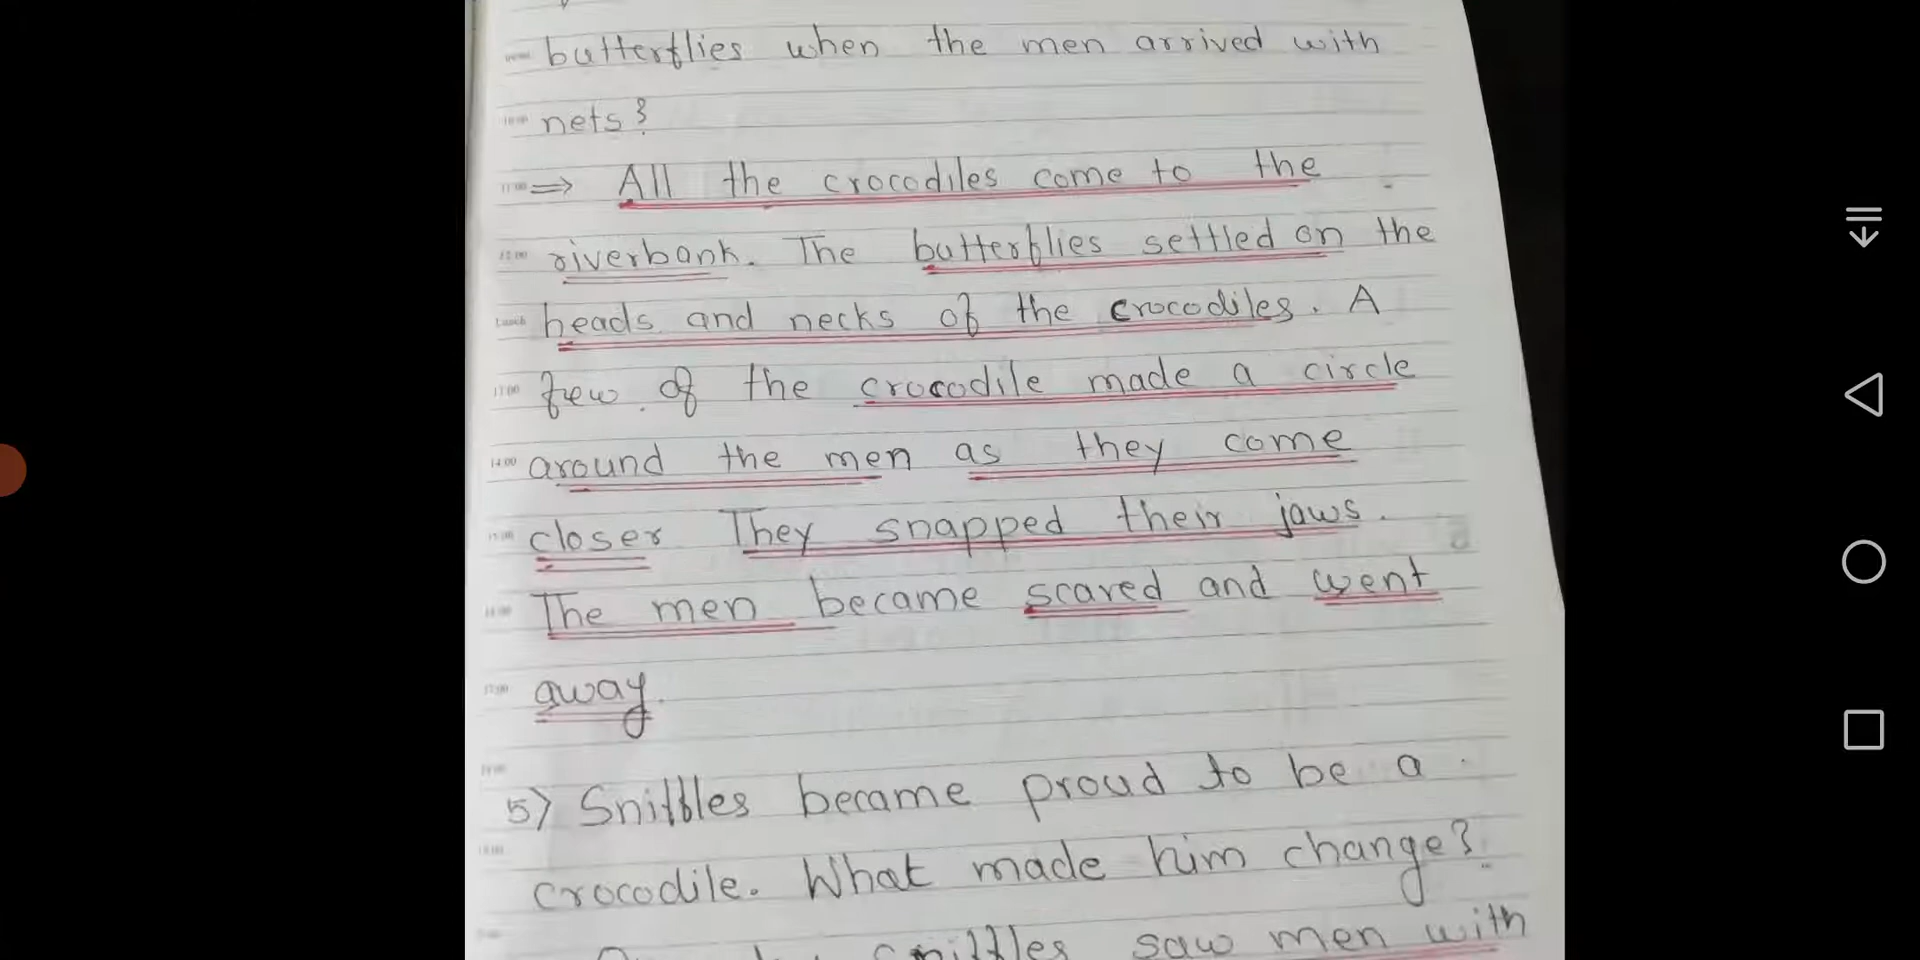 butterflies when the men arrived with
nets?
⇒ All the crocodiles come to the
riverbank. The butterflies settled on the
heads and necks of the crocodiles. A
few of the crocodile made a circle
around the men as they come
closer They snapped their jaws.
The men became scared and went
away.
5) Sniffles became proud to be a
crocodile. What made him change?
saw men with